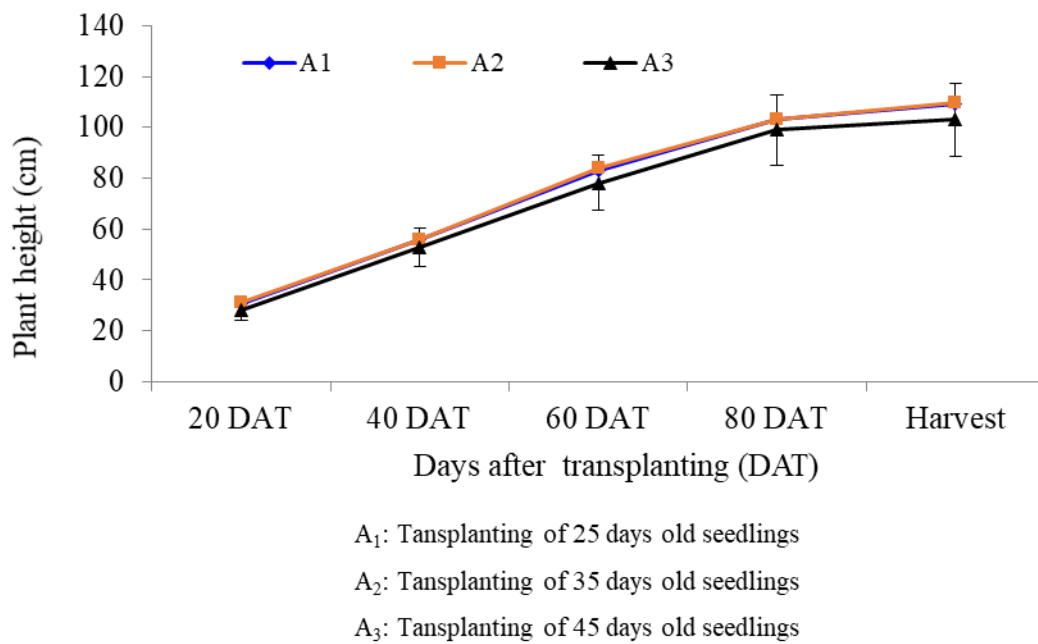 140
120
100
80
60
40
20
0
Plant height (cm)
A1 A2 A3
20 DAT 40 DAT 60 DAT 80 DAT Harvest
Days after transplanting (DAT)
A₁: Tansplanting of 25 days old seedlings
A₂: Tansplanting of 35 days old seedlings
A₃: Tansplanting of 45 days old seedlings